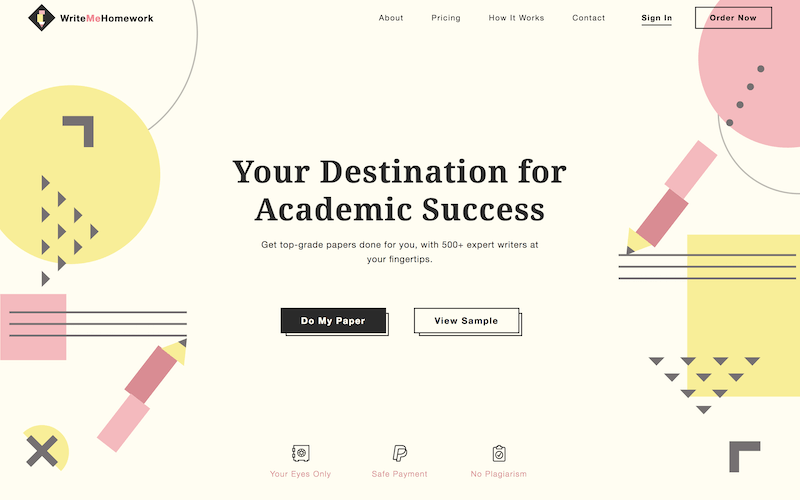 WriteMeHomework
About
Pricing
How It Works
Contact
Sign In
Order Now
Your Destination for
Academic Success
Get top-grade papers done for you, with 500+ expert writers at
your fingertips.
Do My Paper
View Sample
Your Eyes Only
Safe Payment
No Plagiarism